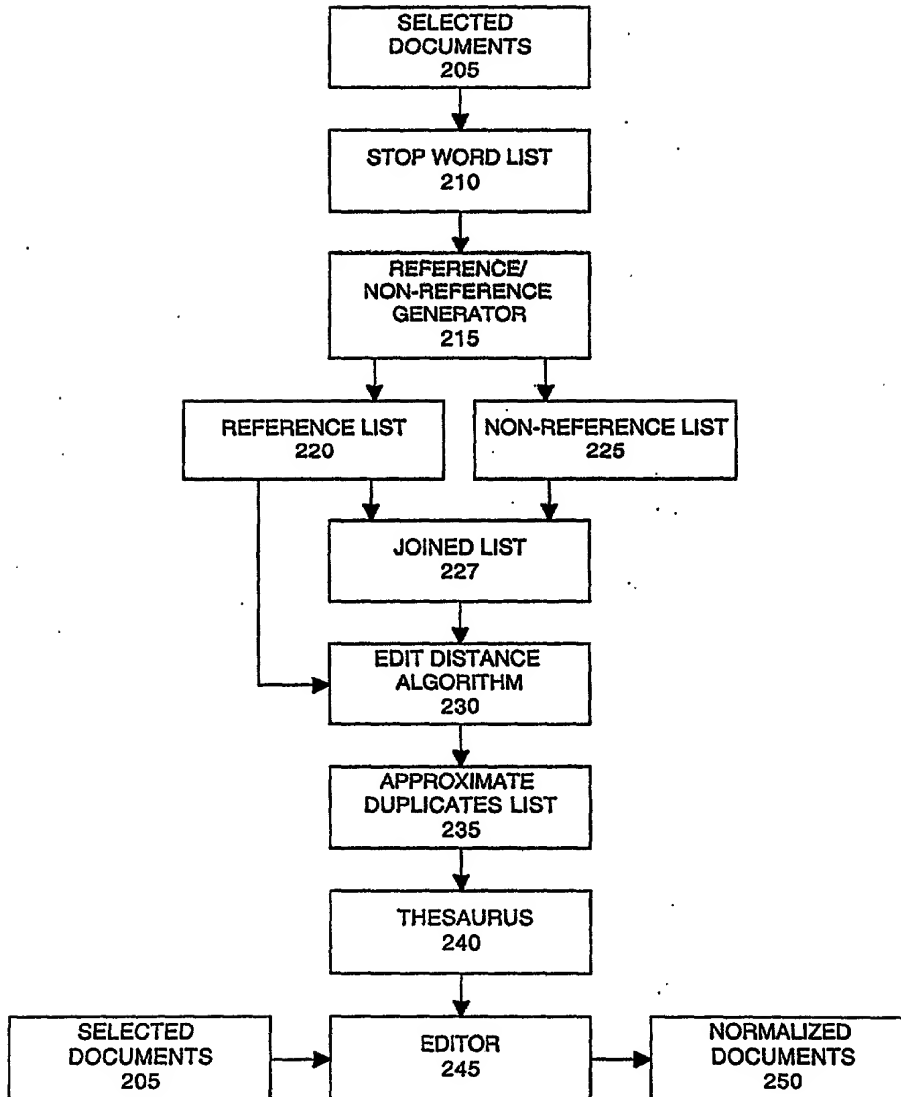 SELECTED
DOCUMENTS
205
STOP WORD LIST
210
REFERENCE/
NON-REFERENCE
GENERATOR
215
REFERENCE LIST
220
NON-REFERENCE LIST
225
JOINED LIST
227
EDIT DISTANCE
ALGORITHM
230
APPROXIMATE
DUPLICATES LIST
235
THESAURUS
240
SELECTED
DOCUMENTS
205
EDITOR
245
NORMALIZED
DOCUMENTS
250